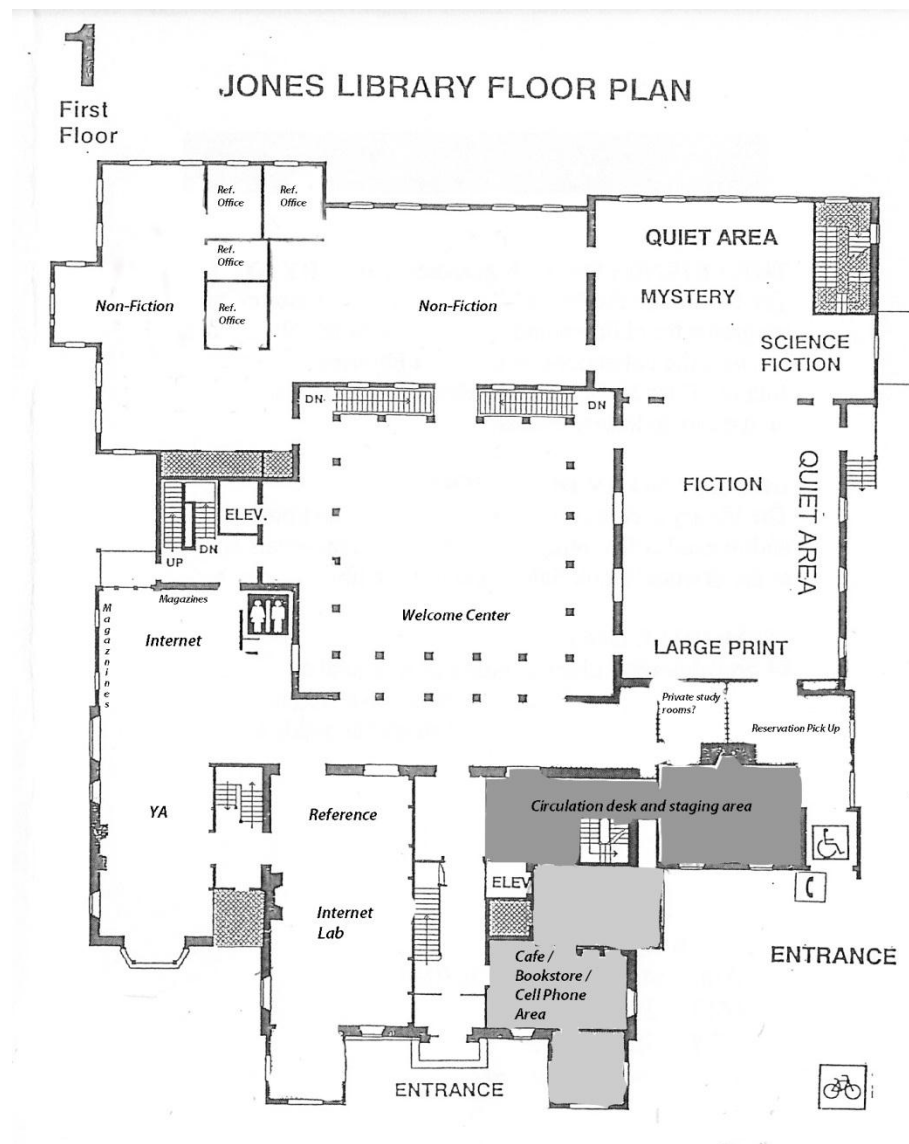 1
First
Floor
JONES LIBRARY FLOOR PLAN
Ref.
Office
Ref.
Office
Ref.
Office
Ref.
Office
Non-Fiction
Non-Fiction
QUIET AREA
MYSTERY
SCIENCE
FICTION
DN
DN
FICTION
QUIET AREA
ELEV.
UP
DN
Magazines
Magaznines
Internet
Welcome Center
LARGE PRINT
Private study
rooms?
Reservation Pick Up
YA
Reference
Circulation desk and staging area
Internet
Lab
ELEV
Cafe /
Bookstore /
Cell Phone
Area
ENTRANCE
ENTRANCE